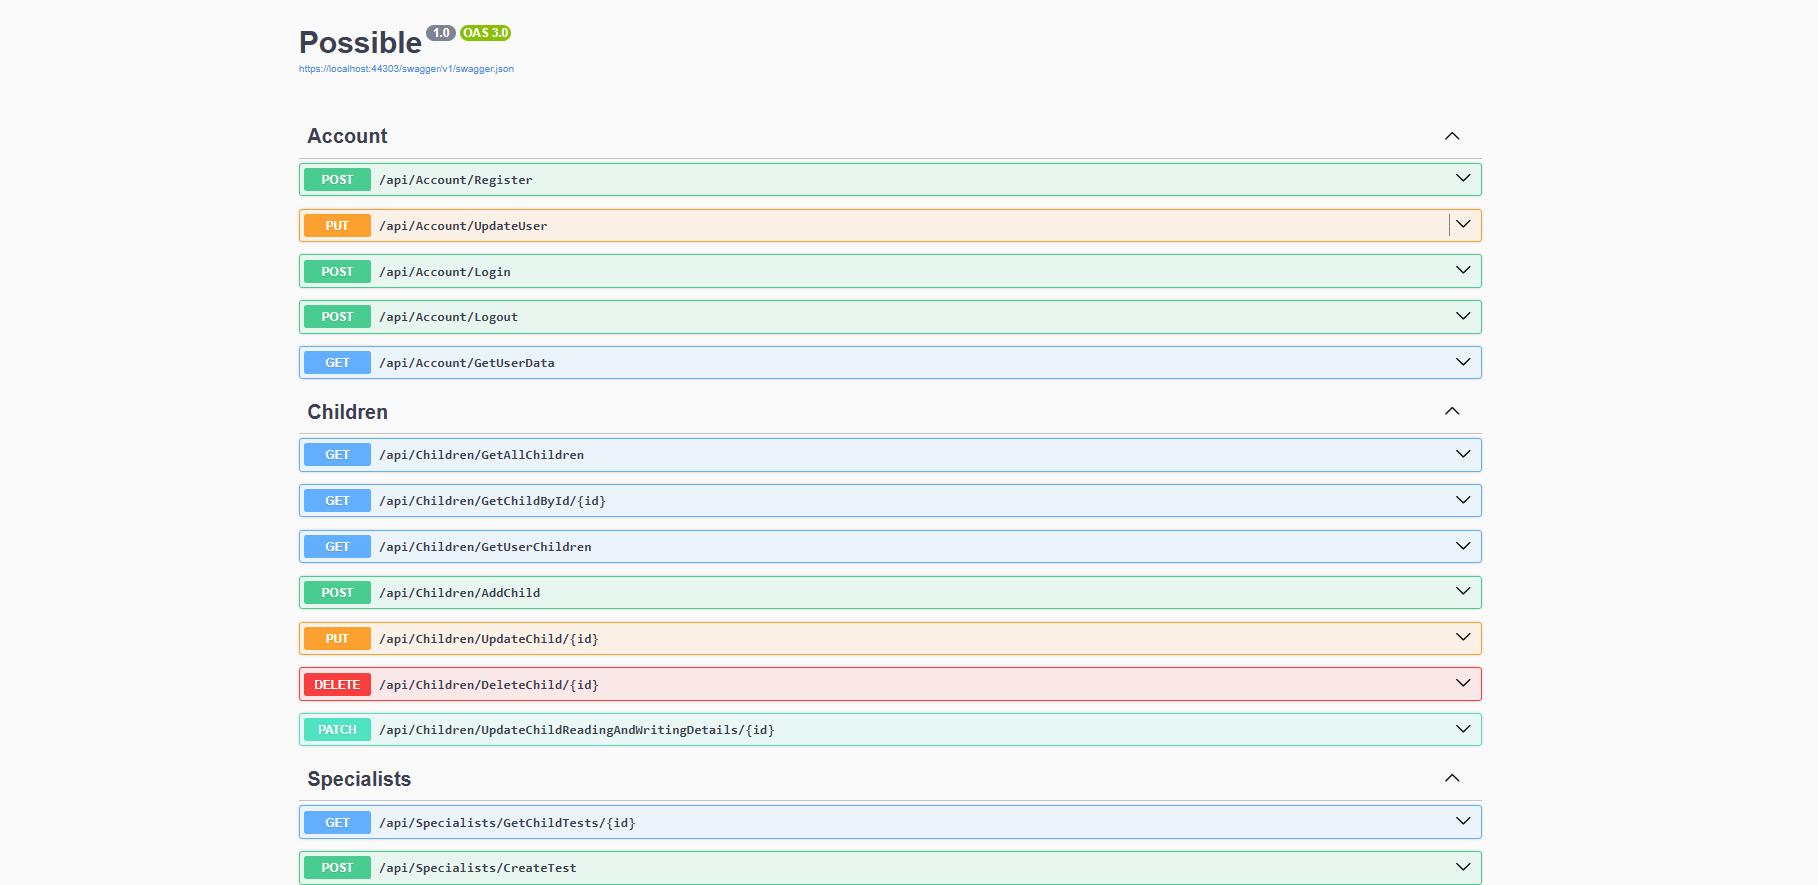 Possible 1.0 OAS 3.0
https://localhost:44303/swagger/v1/swagger.json
Account
POST /api/Account/Register
PUT /api/Account/UpdateUser
POST /api/Account/Login
POST /api/Account/Logout
GET /api/Account/GetUserData
Children
GET /api/Children/GetAllChildren
GET /api/Children/GetChildById/{id}
GET /api/Children/GetUserChildren
POST /api/Children/AddChild
PUT /api/Children/UpdateChild/{id}
DELETE /api/Children/DeleteChild/{id}
PATCH /api/Children/UpdateChildReadingAndWritingDetails/{id}
Specialists
GET /api/Specialists/GetChildTests/{id}
POST /api/Specialists/CreateTest